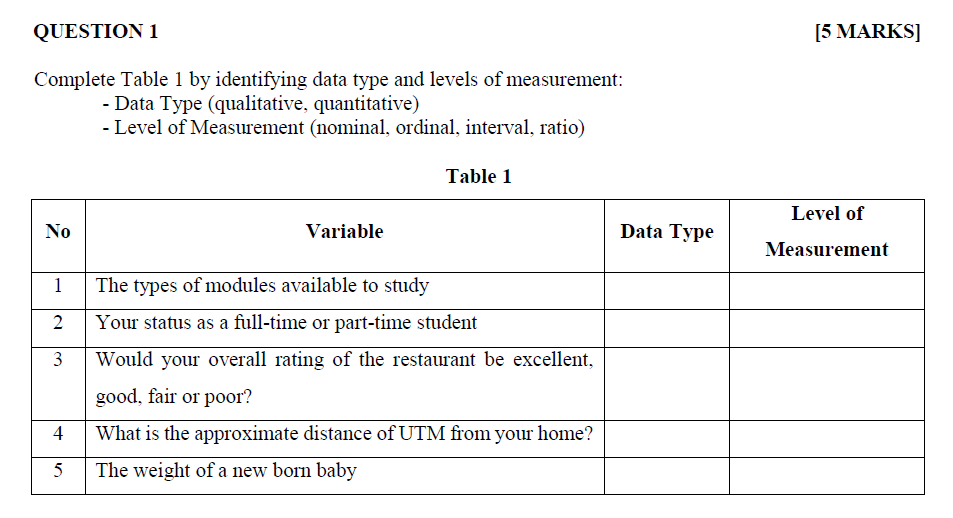 QUESTION 1 [5 MARKS]
Complete Table 1 by identifying data type and levels of measurement:
- Data Type (qualitative, quantitative)
- Level of Measurement (nominal, ordinal, interval, ratio)
Table 1
No Variable Data Type Level of Measurement
1 The types of modules available to study
2 Your status as a full-time or part-time student
3 Would your overall rating of the restaurant be excellent,
good, fair or poor?
4 What is the approximate distance of UTM from your home?
5 The weight of a new born baby